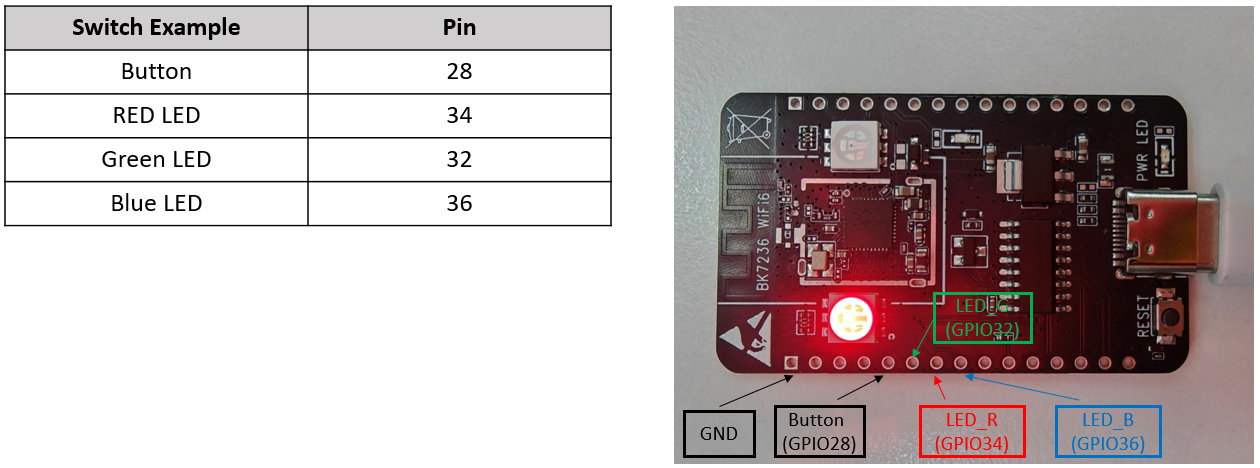 Switch Example Pin
Button 28
RED LED 34
Green LED 32
Blue LED 36
PWR LED
BK7236 WiFi6
RESET
LED_G
(GPIO32)
C
GND
Button
(GPIO28)
LED_R
(GPIO34)
LED_B
(GPIO36)